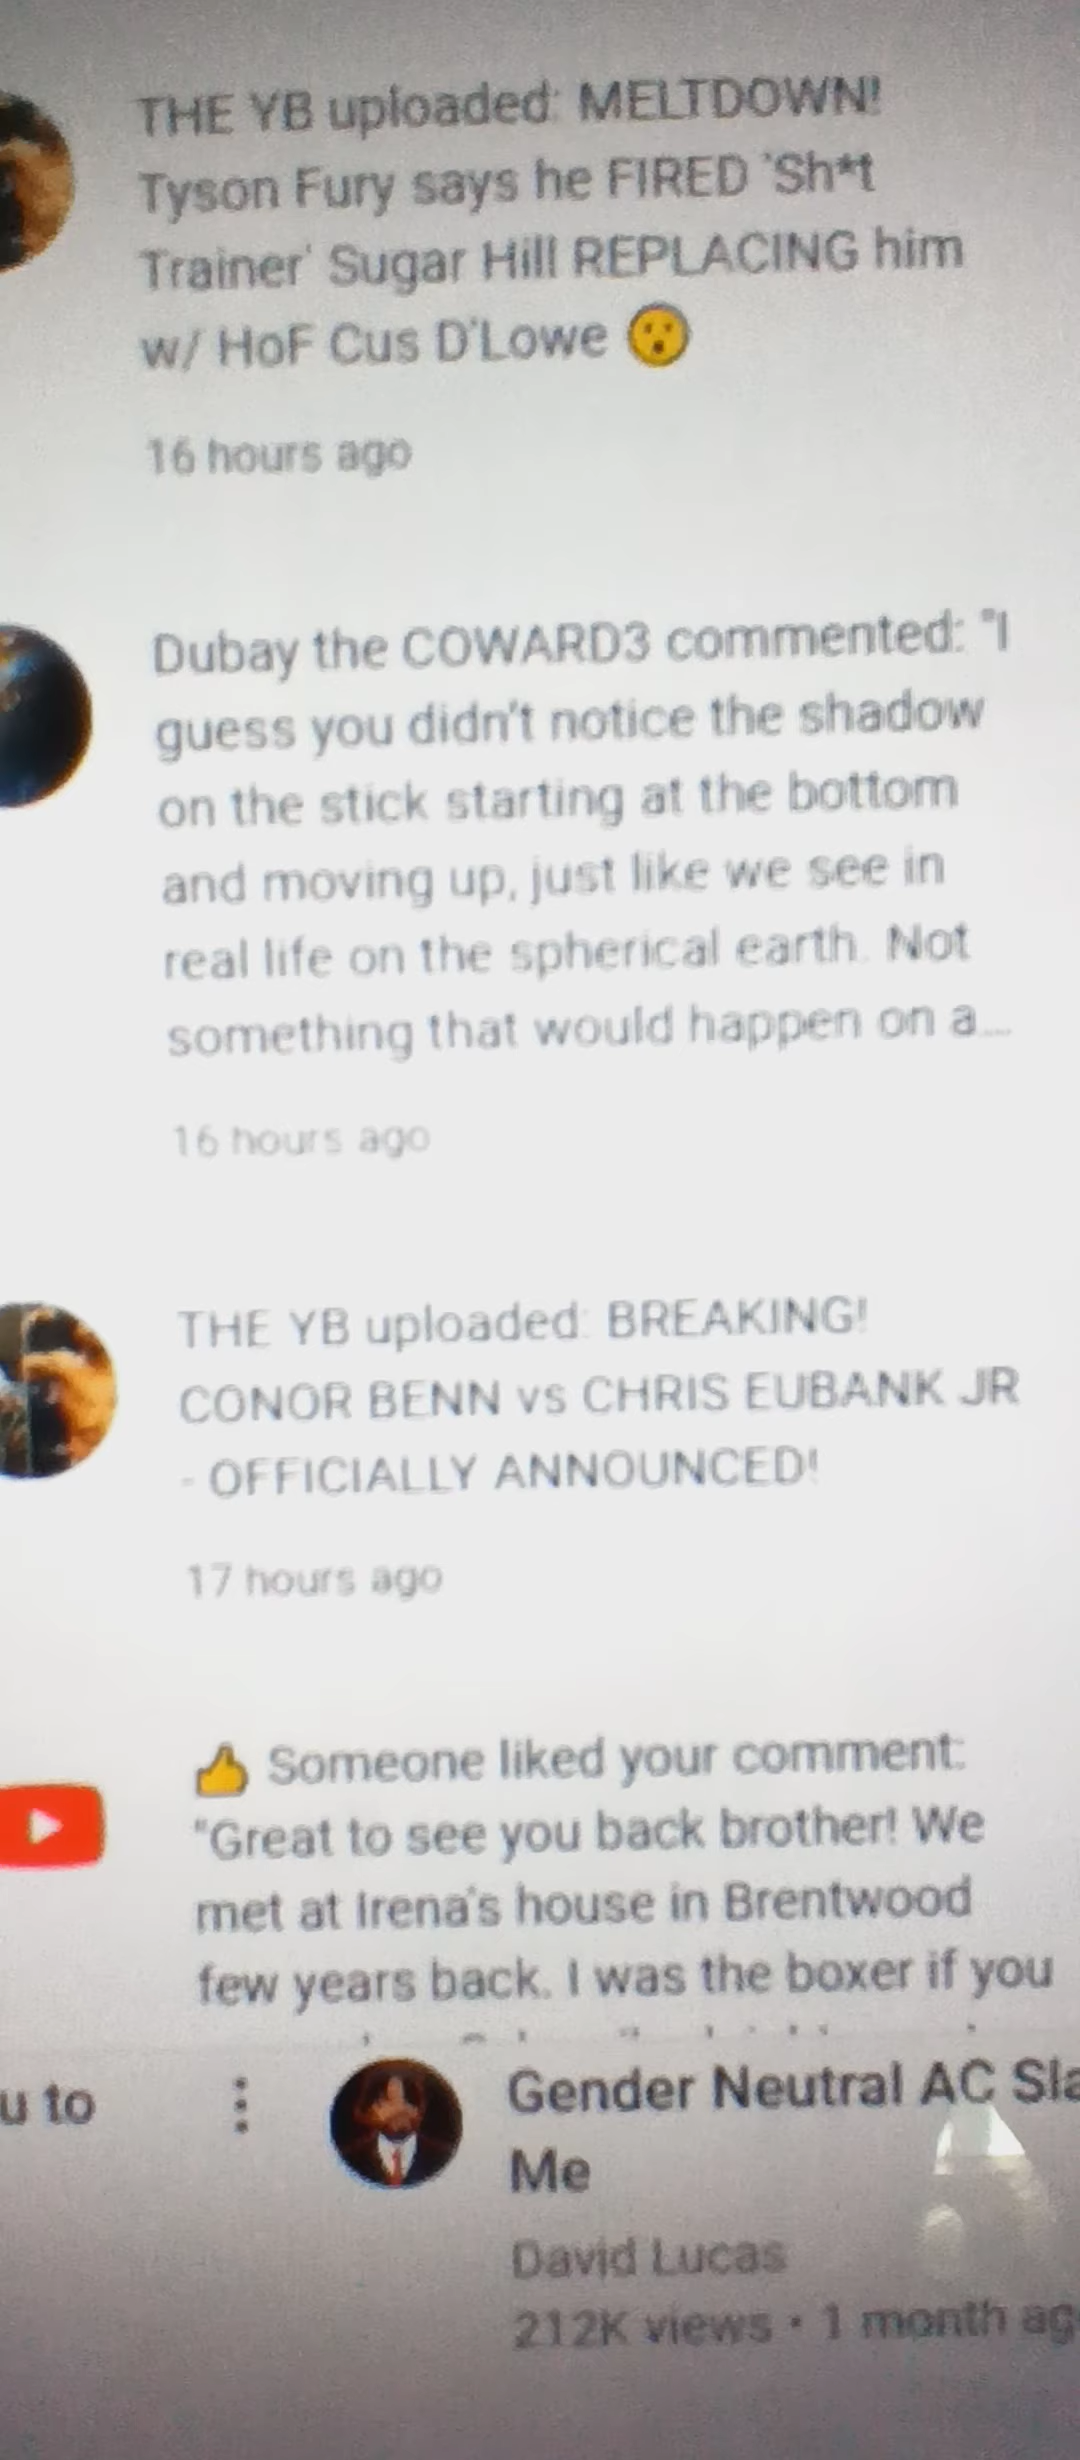 THE YB uploaded: MELTDOWN!
Tyson Fury says he FIRED 'Sh*t
Trainer' Sugar Hill REPLACING him
w/ HoF Cus D'Lowe 😮
16 hours ago
Dubay the COWARD3 commented: "I
guess you didn't notice the shadow
on the stick starting at the bottom
and moving up, just like we see in
real life on the spherical earth. Not
something that would happen on a...
16 hours ago
THE YB uploaded: BREAKING!
CONOR BENN vs CHRIS EUBANK JR
- OFFICIALLY ANNOUNCED!
17 hours ago
👍 Someone liked your comment:
"Great to see you back brother! We
met at Irena's house in Brentwood
few years back. I was the boxer if you
u to
Gender Neutral AC Sla
Me
David Lucas
212K views • 1 month ag